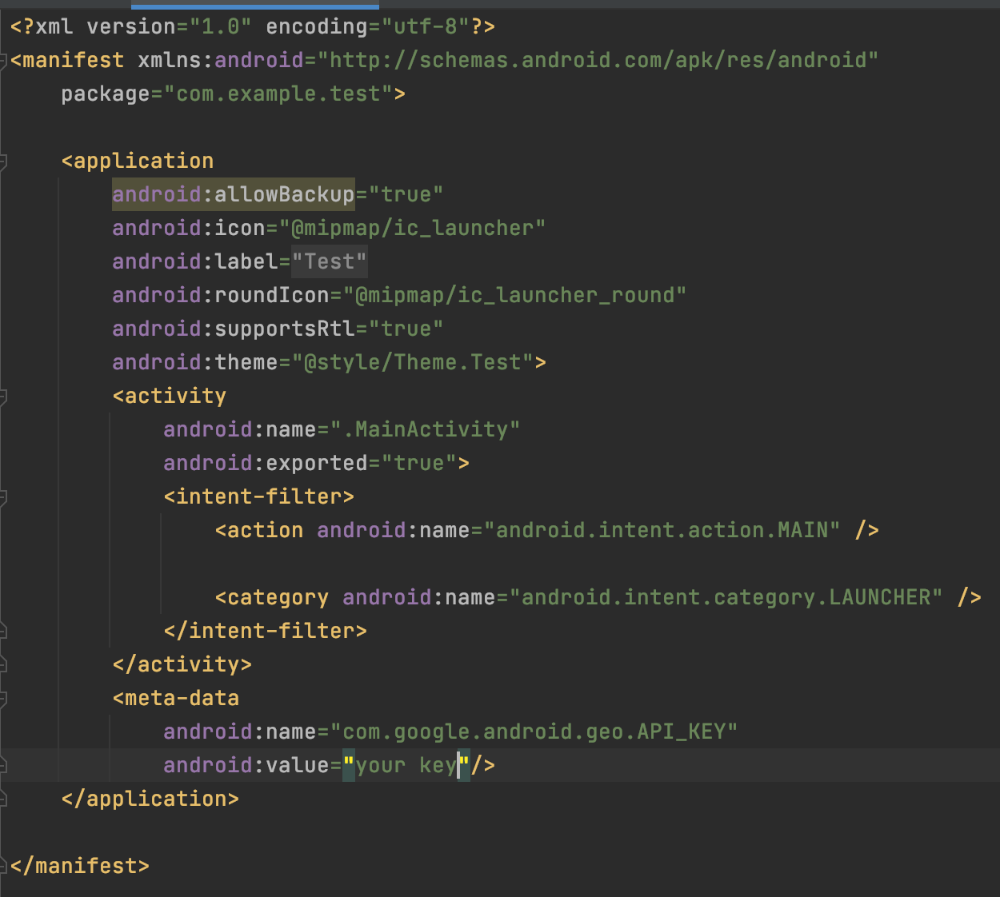 <?xml version="1.0" encoding="utf-8"?>
<manifest xmlns:android="http://schemas.android.com/apk/res/android"
    package="com.example.test">

    <application
        android:allowBackup="true"
        android:icon="@mipmap/ic_launcher"
        android:label="Test"
        android:roundIcon="@mipmap/ic_launcher_round"
        android:supportsRtl="true"
        android:theme="@style/Theme.Test">
        <activity
            android:name=".MainActivity"
            android:exported="true">
            <intent-filter>
                <action android:name="android.intent.action.MAIN" />

                <category android:name="android.intent.category.LAUNCHER" />
            </intent-filter>
        </activity>
        <meta-data
            android:name="com.google.android.geo.API_KEY"
            android:value="your key"/>
    </application>

</manifest>